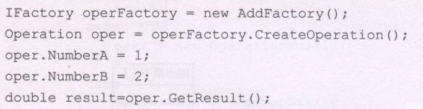 IFactory operFactory = new AddFactory();
Operation oper = operFactory.CreateOperation();
oper.NumberA = 1;
oper.NumberB = 2;
double result=oper.GetResult();